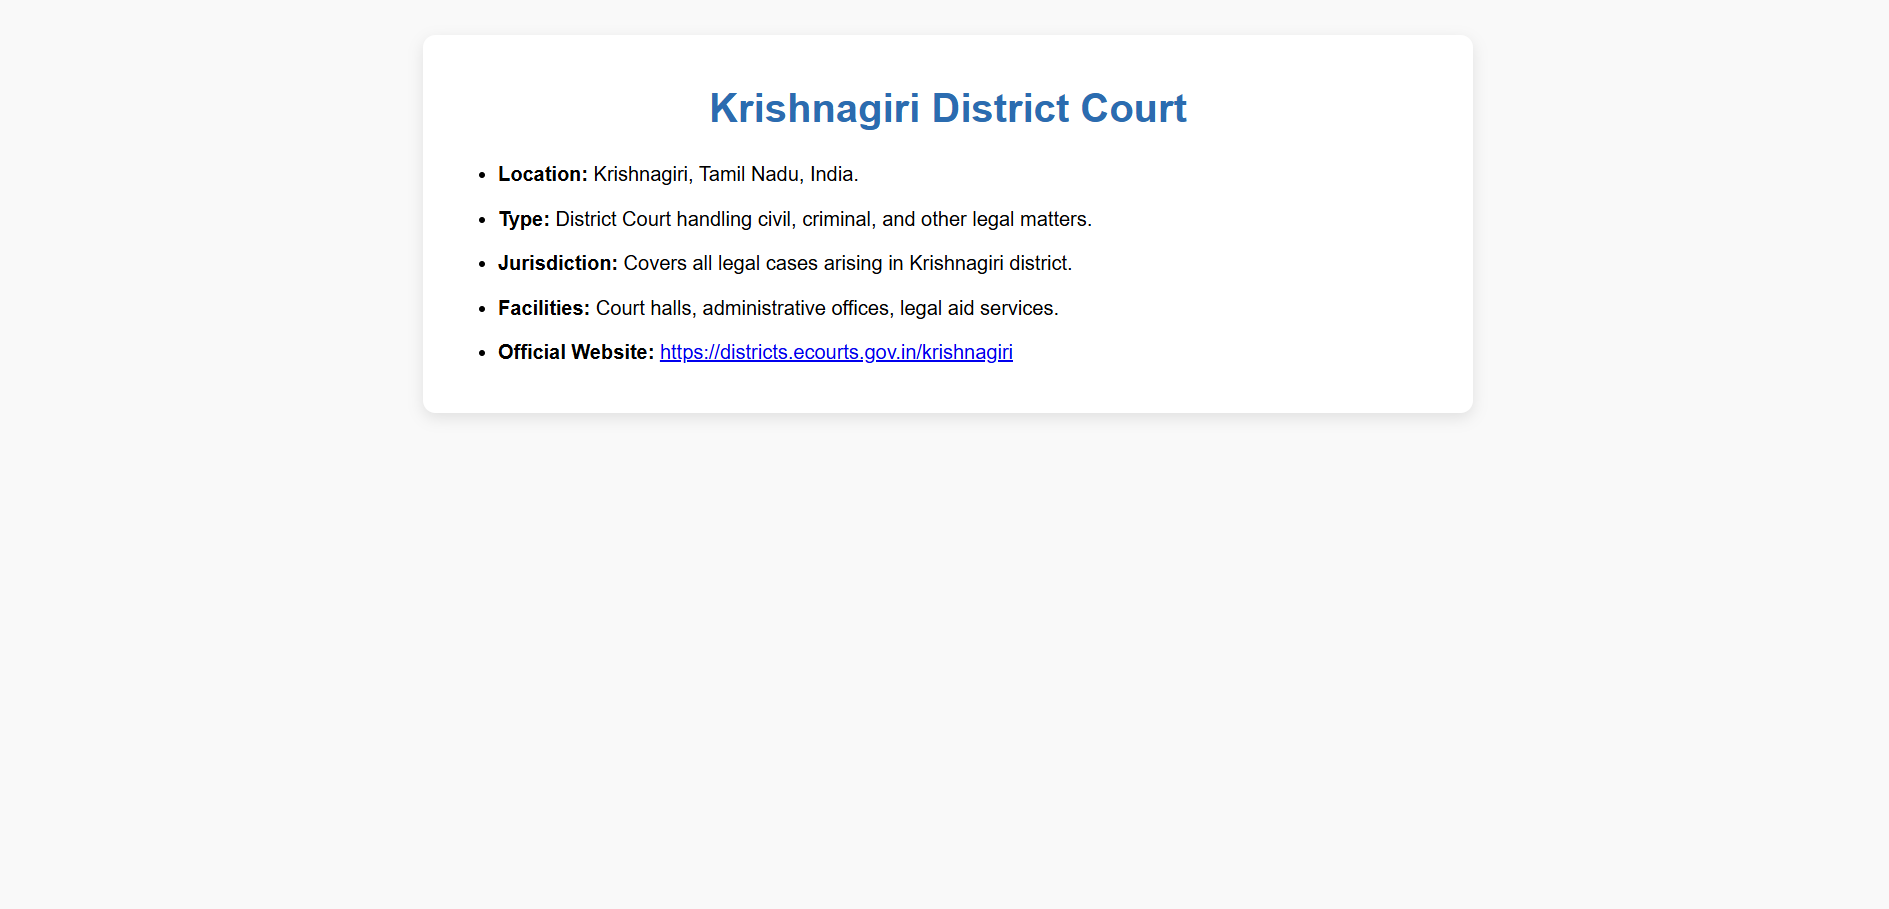 Krishnagiri District Court
Location: Krishnagiri, Tamil Nadu, India.
Type: District Court handling civil, criminal, and other legal matters.
Jurisdiction: Covers all legal cases arising in Krishnagiri district.
Facilities: Court halls, administrative offices, legal aid services.
Official Website: https://districts.ecourts.gov.in/krishnagiri